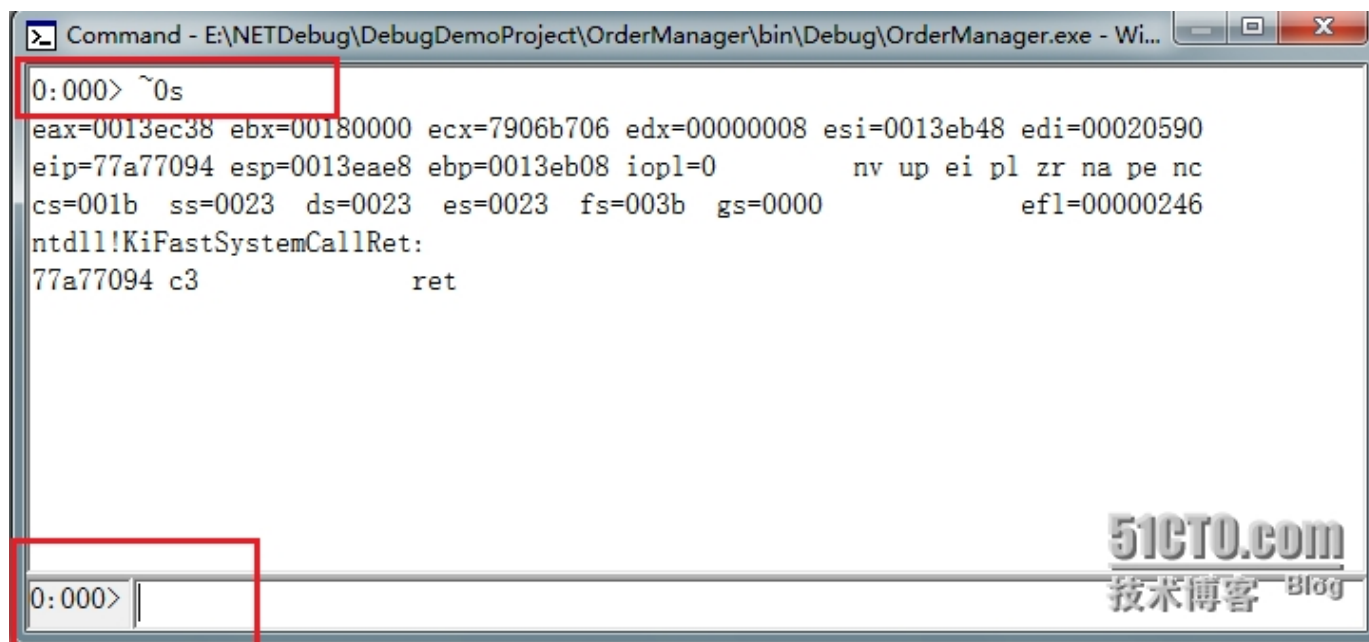 Command - E:\NETDebug\DebugDemoProject\OrderManager\bin\Debug\OrderManager.exe - Wi...
0:000> ~0s
eax=0013ec38 ebx=00180000 ecx=7906b706 edx=00000008 esi=0013eb48 edi=00020590
eip=77a77094 esp=0013eae8 ebp=0013eb08 iopl=0         nv up ei pl zr na pe nc
cs=001b  ss=0023  ds=0023  es=0023  fs=003b  gs=0000             efl=00000246
ntdll!KiFastSystemCallRet:
77a77094 c3              ret
0:000>
51CTO.com
技术博客 Blog